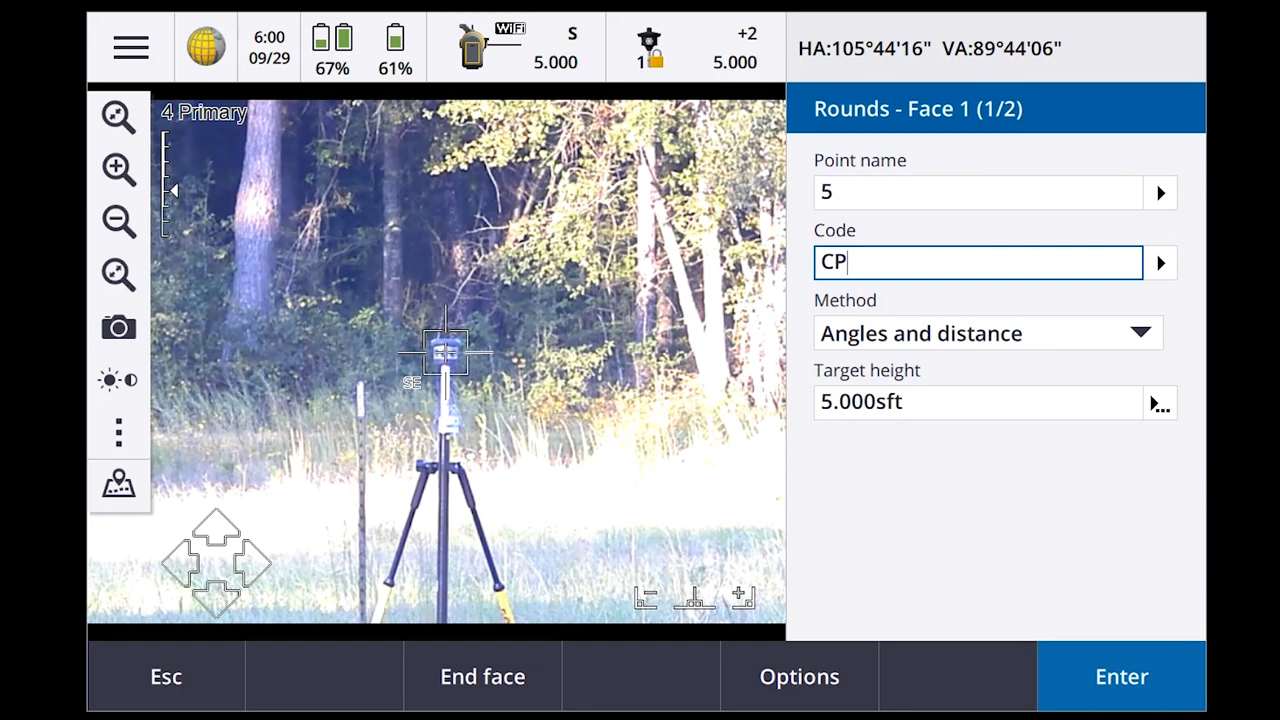 6:00
09/29
67%
61%
WiFi
S
5.000
1
+2
5.000
HA:105°44'16" VA:89°44'06"
4 Primary
SE
Rounds - Face 1 (1/2)
Point name
5
Code
CP
Method
Angles and distance
Target height
5.000sft
Esc
End face
Options
Enter